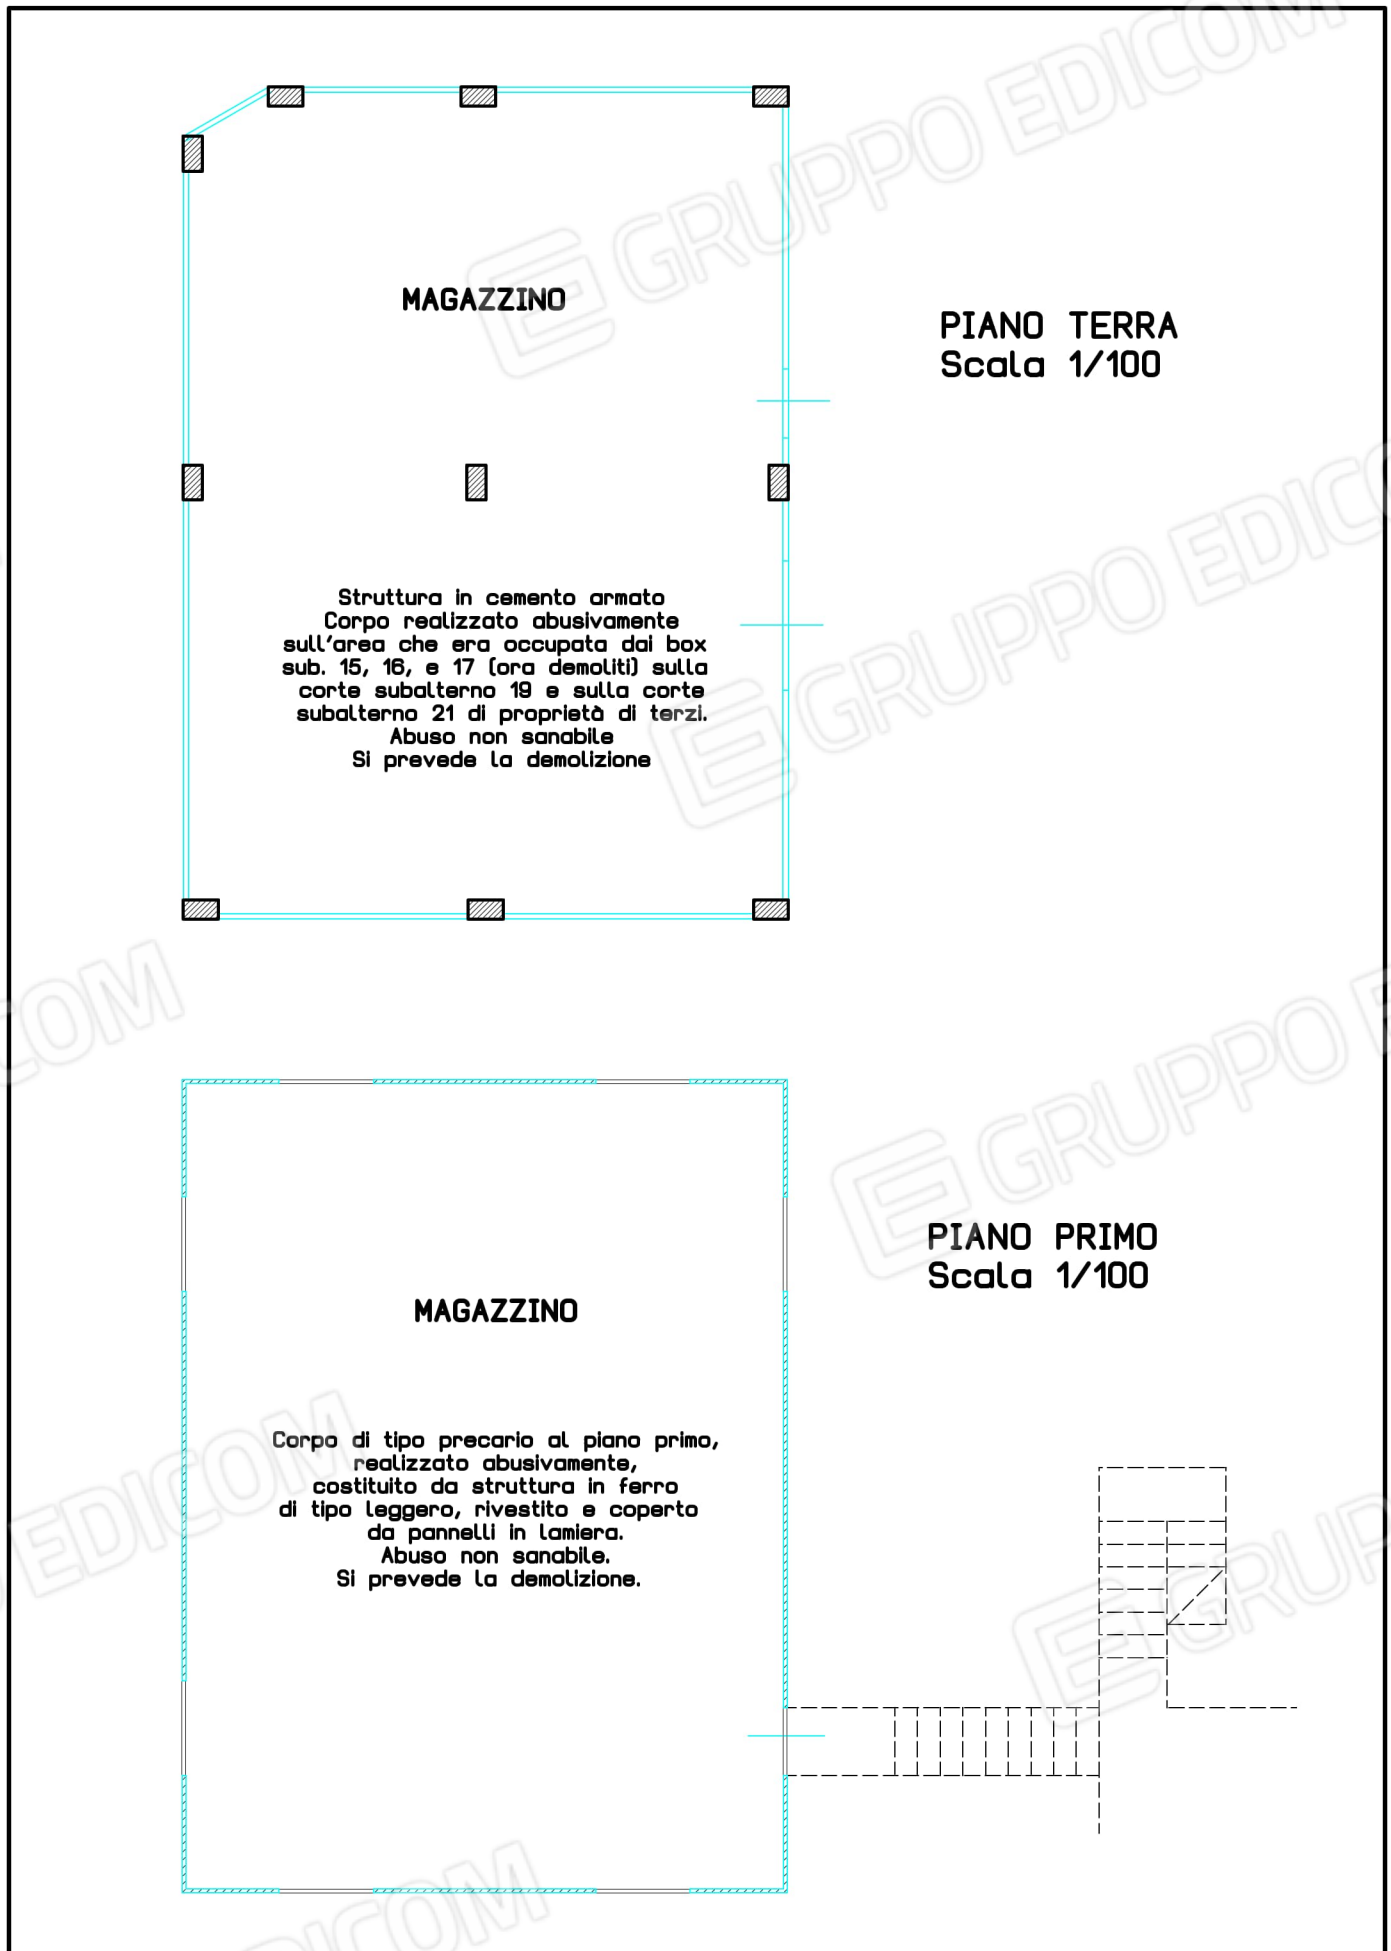 GRUPPO EDICOM
MAGAZZINO
PIANO TERRA
Scala 1/100
GRUPPO EDICOM
Struttura in cemento armato
Corpo realizzato abusivamente
sull'area che era occupata dai box
sub. 15, 16, e 17 (ora demoliti) sulla
corte subalterno 19 e sulla corte
subalterno 21 di proprietà di terzi.
Abuso non sanabile
Si prevede la demolizione
GRUPPO EDICOM
PIANO PRIMO
Scala 1/100
MAGAZZINO
Corpo di tipo precario al piano primo,
realizzato abusivamente,
costituito da struttura in ferro
di tipo leggero, rivestito e coperto
da pannelli in lamiera.
Abuso non sanabile.
Si prevede la demolizione.
EDICOM
GRUP
EDICOM